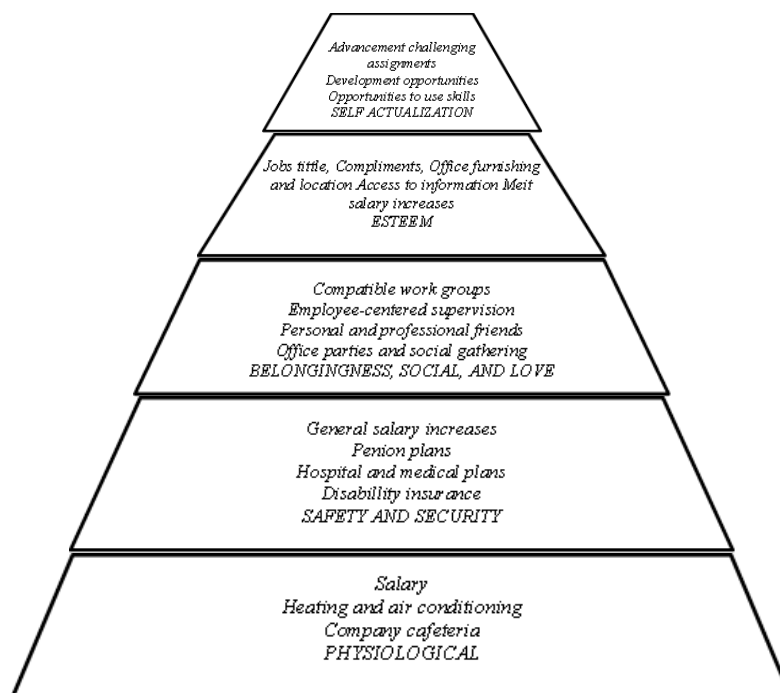 Advancement challenging
assignments
Development opportunities
Opportunities to use skills
SELF ACTUALIZATION
Jobs tittle, Compliments, Office furnishing
and location Access to information Meit
salary increases
ESTEEM
Compatible work groups
Employee-centered supervision
Personal and professional friends
Office parties and social gathering
BELONGINGNESS, SOCIAL, AND LOVE
General salary increases
Penion plans
Hospital and medical plans
Disabillity insurance
SAFETY AND SECURITY
Salary
Heating and air conditioning
Company cafeteria
PHYSIOLOGICAL